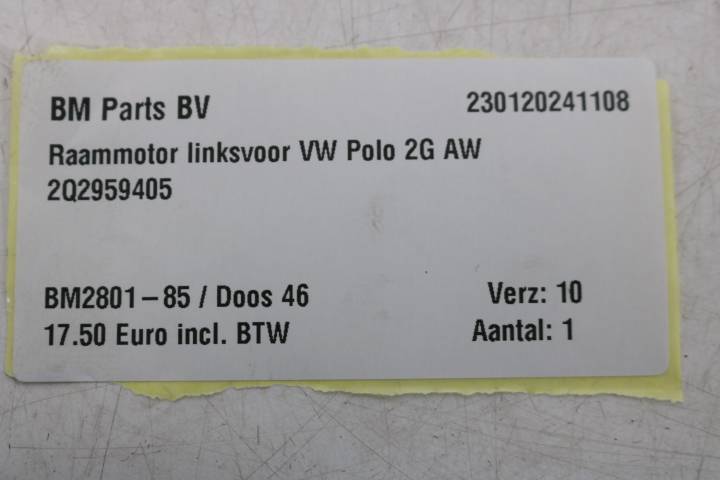 BM Parts BV 230120241108
Raammotor linksvoor VW Polo 2G AW
2Q2959405
BM2801-85 / Doos 46 Verz: 10
17.50 Euro incl. BTW Aantal: 1